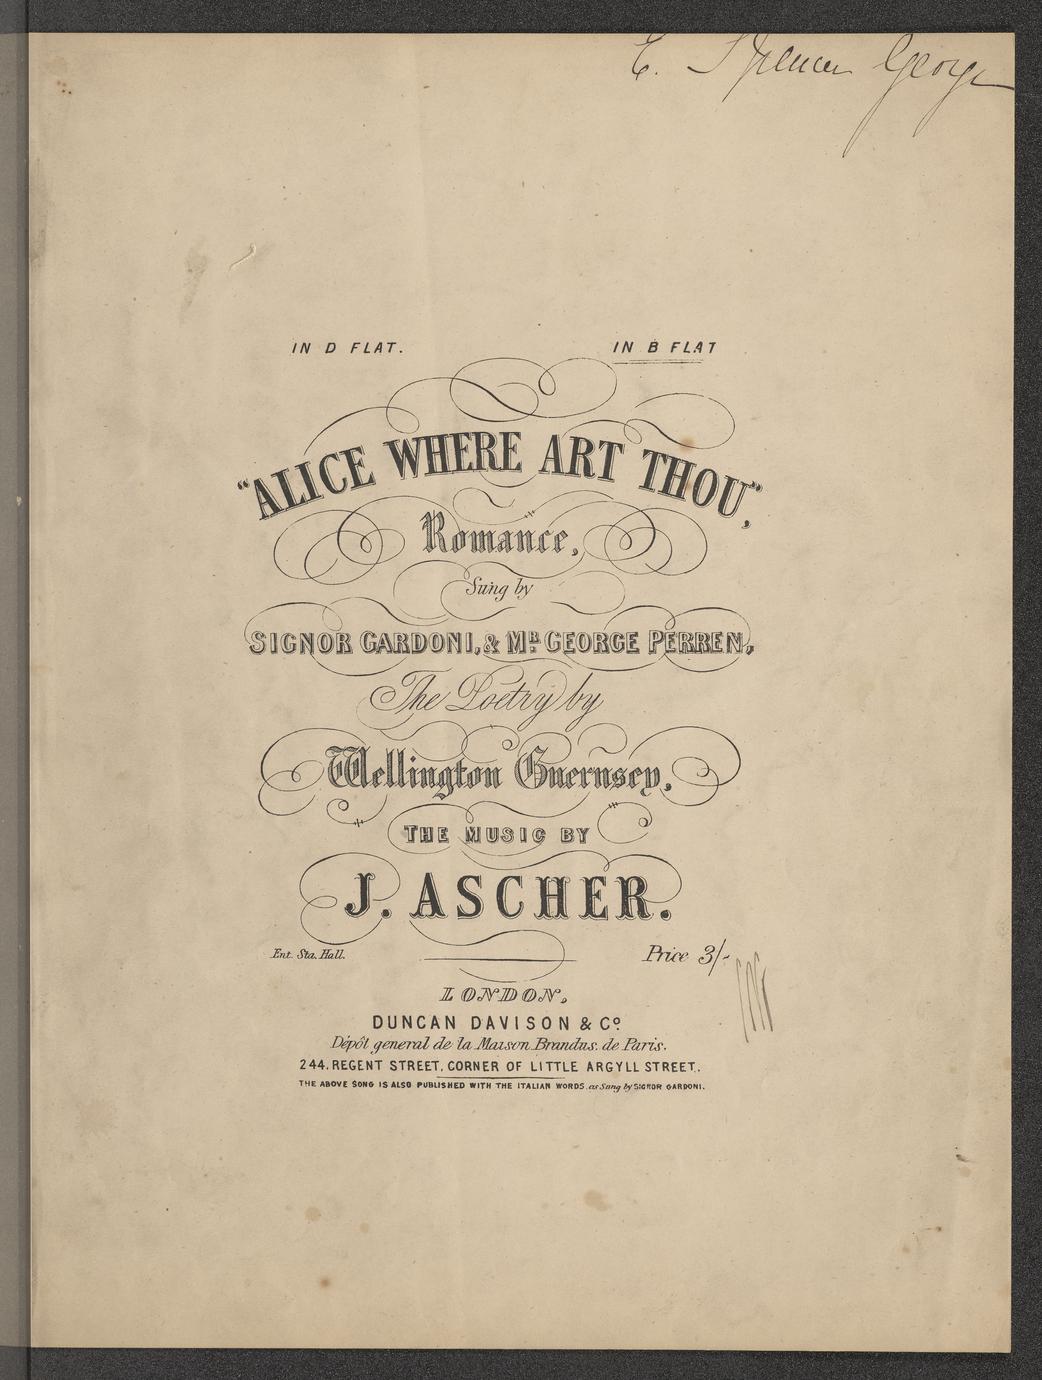 E. Spencer George
IN D FLAT.
IN B FLAT
"ALICE WHERE ART THOU",
Romance,
Sung by
SIGNOR GARDONI, & MR. GEORGE PERREN,
The Poetry by
Wellington Guernsey,
THE MUSIC BY
J. ASCHER.
Ent. Sta. Hall.
Price 3/-
LONDON,
DUNCAN DAVISON & Co.
Dépôt general de la Maison Brandus. de Paris.
244. REGENT STREET, CORNER OF LITTLE ARGYLL STREET.
THE ABOVE SONG IS ALSO PUBLISHED WITH THE ITALIAN WORDS. as Sung by SIGNOR GARDONI.